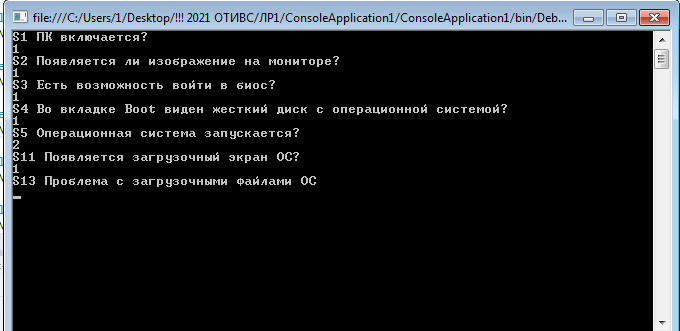 file:///C:/Users/1/Desktop/!!! 2021 ОТИВС/ЛР1/ConsoleApplication1/ConsoleApplication1/bin/Deb...
S1 ПК включается?
1
S2 Появляется ли изображение на мониторе?
1
S3 Есть возможность войти в биос?
1
S4 Во вкладке Boot виден жесткий диск с операционной системой?
1
S5 Операционная система запускается?
2
S11 Появляется загрузочный экран ОС?
1
S13 Проблема с загрузочными файлами ОС